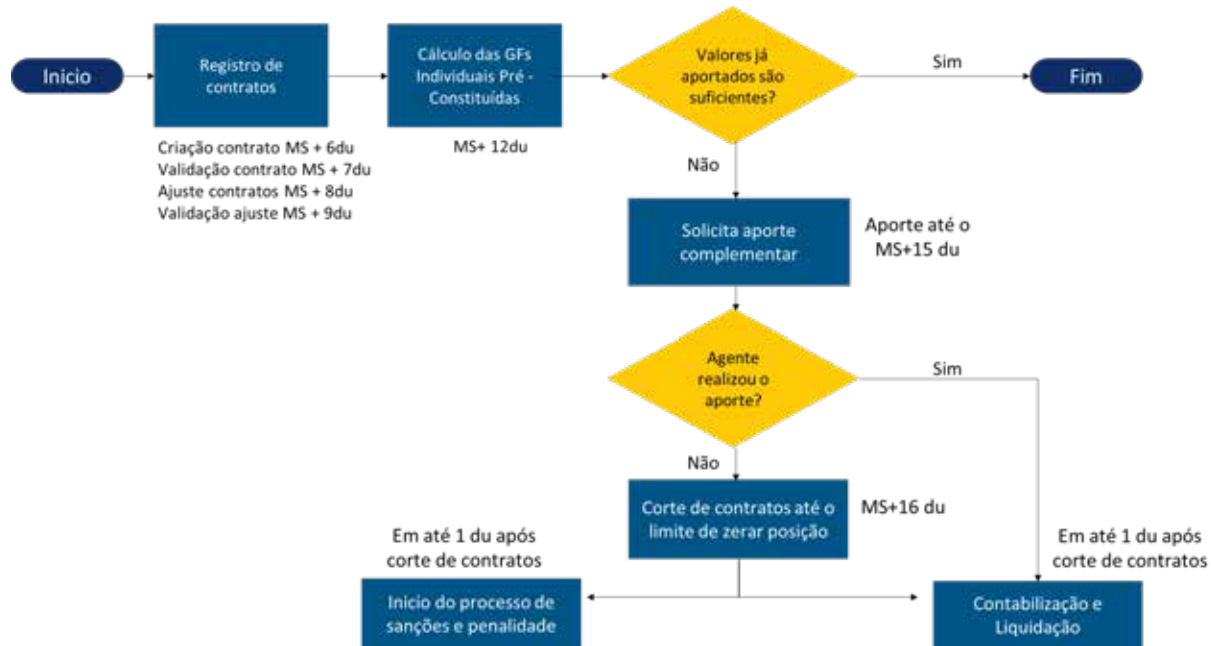 Inicio
Registro de
contratos
Criação contrato MS + 6du
Validação contrato MS + 7du
Ajuste contratos MS + 8du
Validação ajuste MS + 9du
Cálculo das GFs
Individuais Pré -
Constituídas
MS+ 12du
Valores já
aportados são
suficientes?
Sim
Fim
Não
Solicita aporte
complementar
Aporte até o
MS+15 du
Agente
realizou o
aporte?
Sim
Não
Corte de contratos até o
limite de zerar posição
MS+16 du
Em até 1 du após
corte de contratos
Inicio do processo de
sanções e penalidade
Em até 1 du após
corte de contratos
Contabilização e
Liquidação